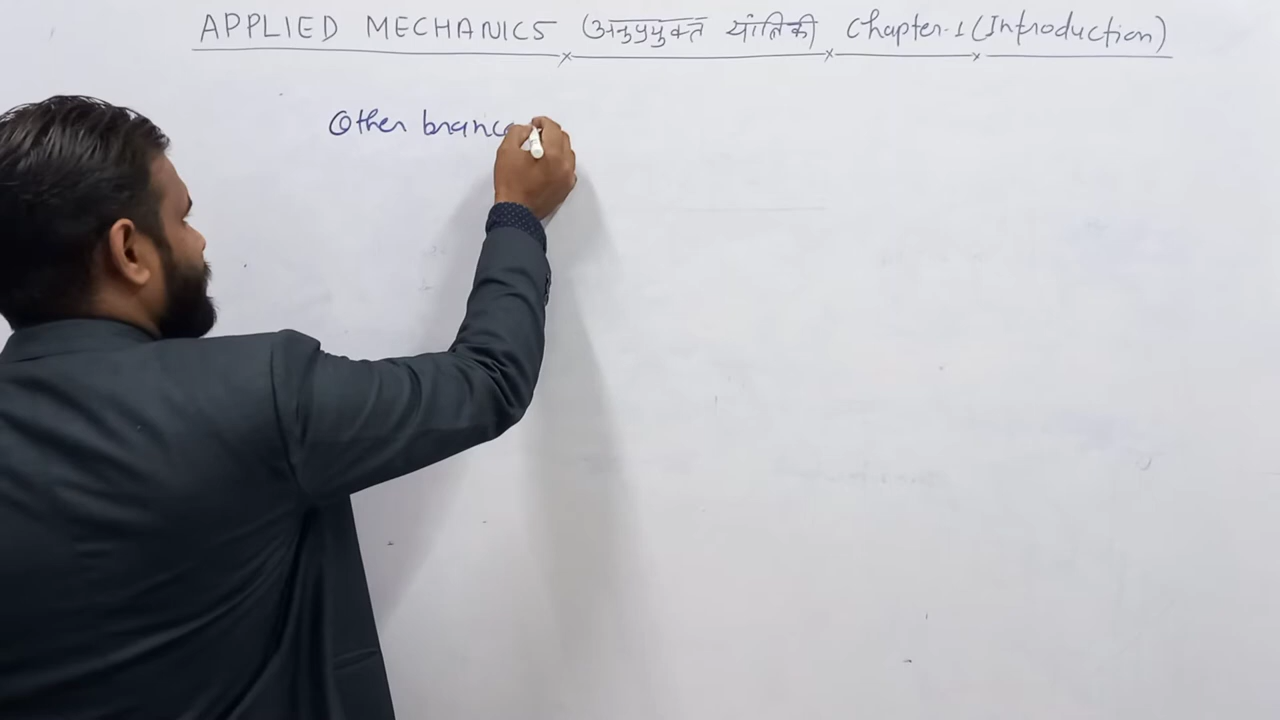 APPLIED MECHANICS (अनुप्रयुक्त यांत्रिकी) Chapter-1 (Introduction)
Other branc